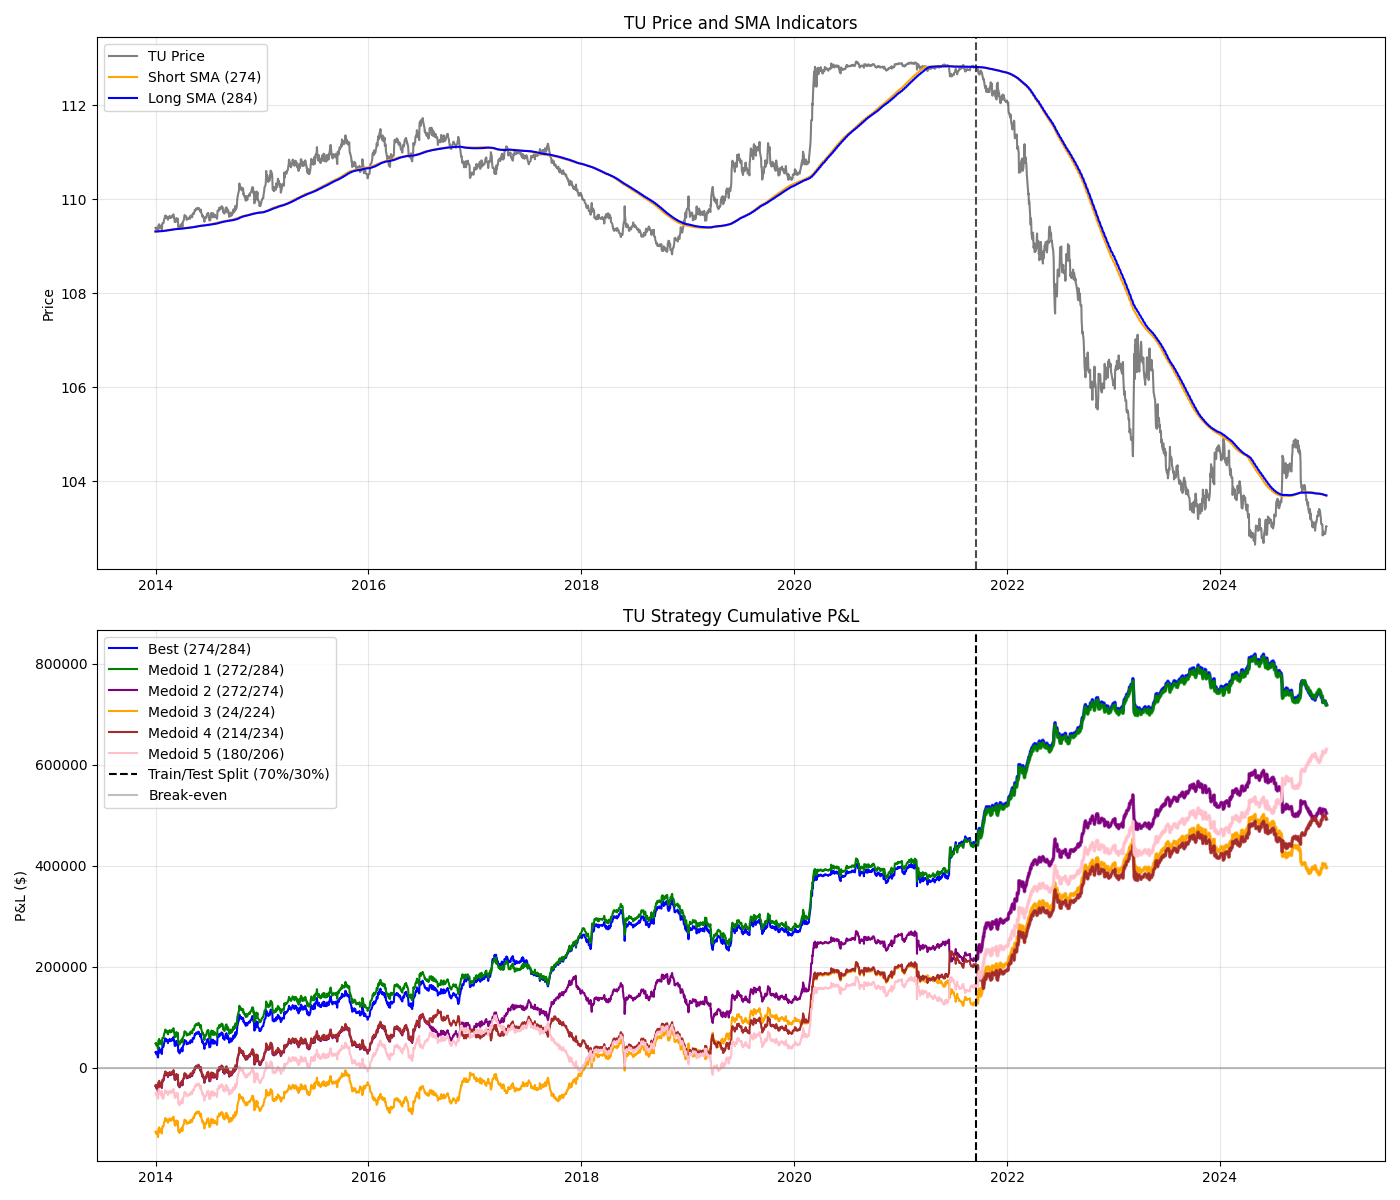 TU Price and SMA Indicators
TU Price
Short SMA (274)
Long SMA (284)
Price
112
110
108
106
104
2014 2016 2018 2020 2022 2024
TU Strategy Cumulative P&L
Best (274/284)
Medoid 1 (272/284)
Medoid 2 (272/274)
Medoid 3 (24/224)
Medoid 4 (214/234)
Medoid 5 (180/206)
Train/Test Split (70%/30%)
Break-even
P&L ($)
800000
600000
400000
200000
0
2014 2016 2018 2020 2022 2024